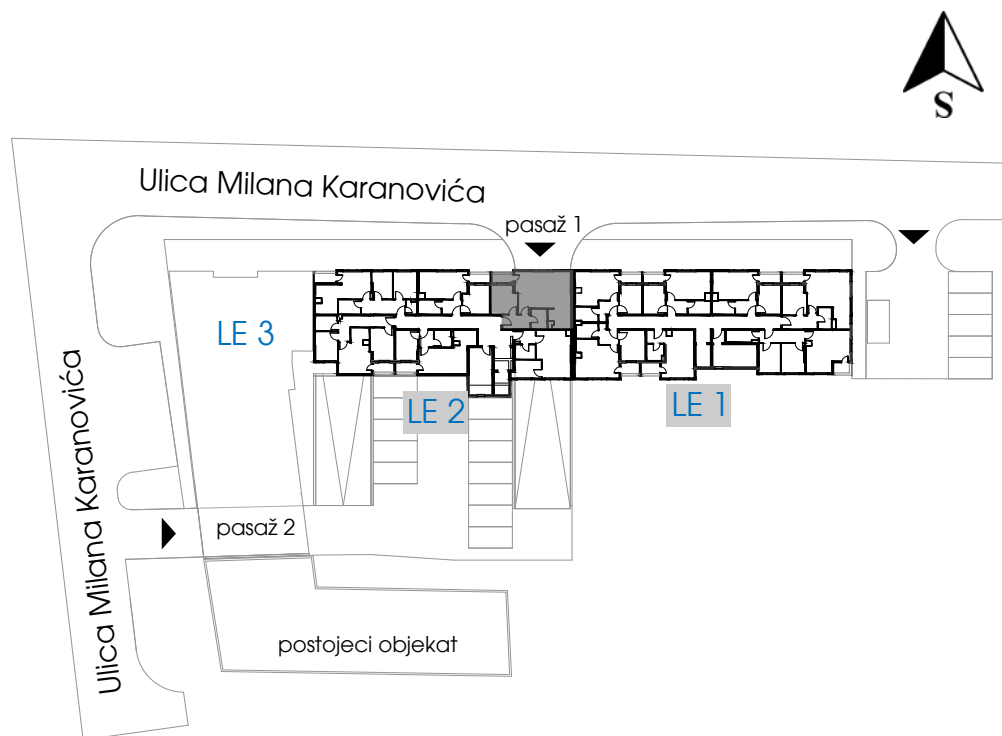 S
Ulica Milana Karanovića
pasaž 1
LE 3
LE 2
LE 1
Ulica Milana Karanovića
pasaž 2
postojeci objekat